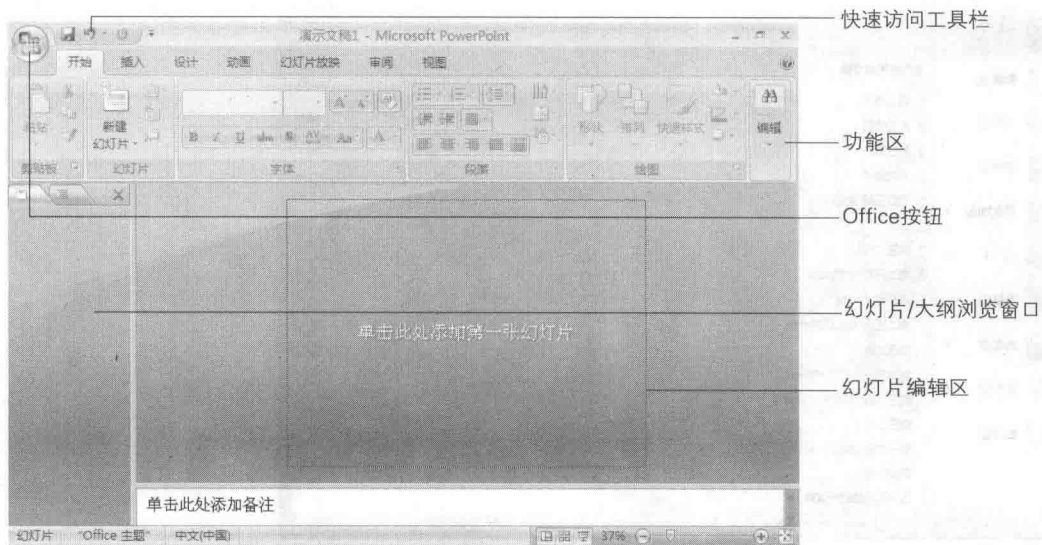 快速访问工具栏
演示文稿1 - Microsoft PowerPoint
开始 插入 设计 动画 幻灯片放映 审阅 视图
粘贴 新建 幻灯片 形状 排列 快速样式 编辑
剪贴板 幻灯片 字体 段落 绘图
功能区
Office按钮
幻灯片/大纲浏览窗口
单击此处添加第一张幻灯片
幻灯片编辑区
单击此处添加备注
幻灯片 "Office 主题" 中文(中国) 37%